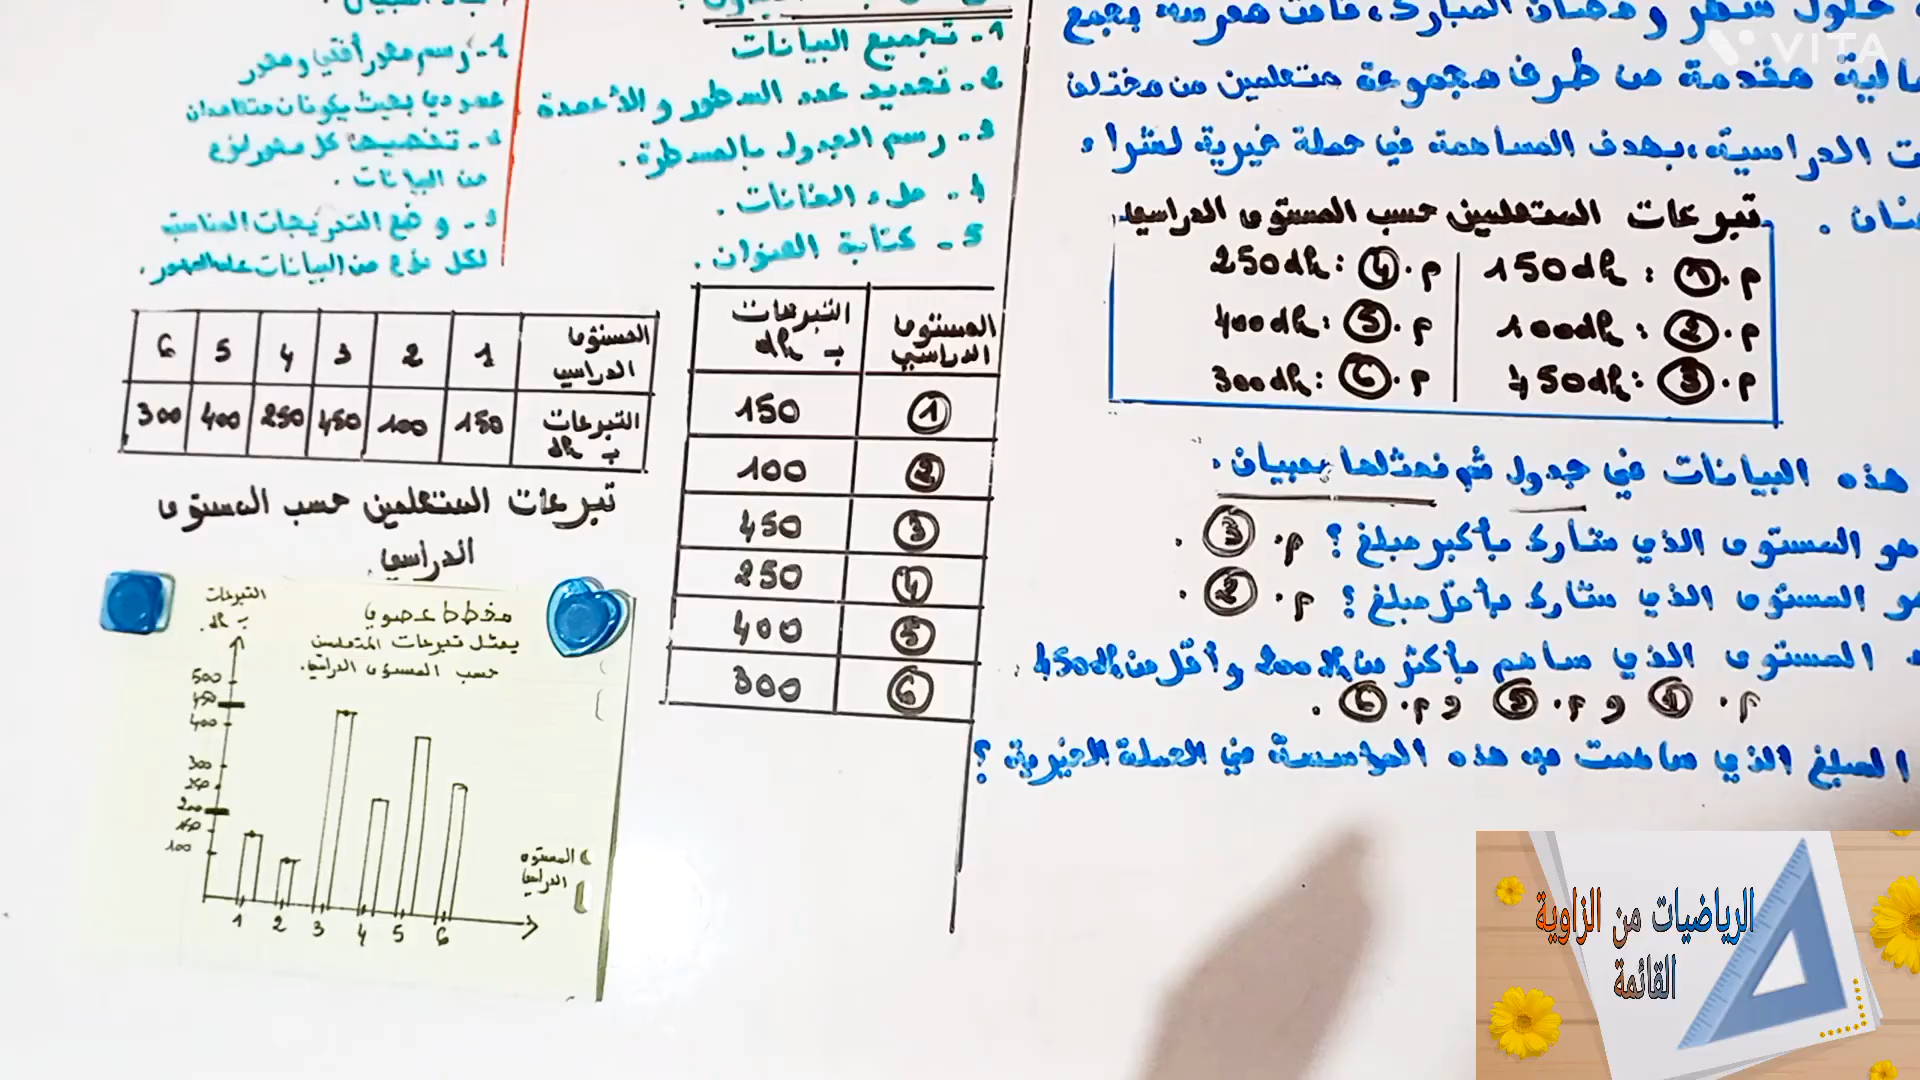 حلول شهر رمضان المبارك، قامت مدرسة بجمع
مالية مقدمة من طرف مجموعة متعلمين من مختلف
ت الدراسية، بهدف المساهمة في حملة خيرية لشراء
تبرعات المتعلمين حسب المستوى الدراسي
م. 1 : 150dh
م. 4 : 250dh
م. 2 : 100dh
م. 5 : 400dh
م. 3 : 450dh
م. 6 : 300dh
هذه البيانات في جدول ثم نمثلها بمبيان.
هو المستوى الذي شارك بأكبر مبلغ؟ م. 3 .
هو المستوى الذي شارك بأقل مبلغ؟ م. 2 .
المستوى الذي ساهم بأكثر من 200dh وأقل من 450dh.
م. 4 و م. 5 و م. 6 .
المبلغ الذي ساهمت به هذه المؤسسة في الحملة الخيرية؟
1- تجميع البيانات
2- تحديد عدد السطور و الأعمدة
3- رسم الجدول بالمسطرة.
4- ملء الخانات.
5- كتابة العنوان.
المستوى الدراسي | التبرعات ب dh
1 | 150
2 | 100
3 | 450
4 | 250
5 | 400
6 | 300
1- رسم محور أفقي و محور
عمودي بحيث يكونان متعامدان
2- تخصيص كل محور لنوع
من البيانات.
3- وضع التدريجات المناسبة
لكل نوع من البيانات على المحور.
المستوى الدراسي | 1 | 2 | 3 | 4 | 5 | 6
التبرعات ب dh | 150 | 100 | 450 | 250 | 400 | 300
تبرعات المتعلمين حسب المستوى
الدراسي
التبرعات
ب dh.
مخطط عصوي
يمثل تبرعات المتعلمين
حسب المستوى الدراسي.
500
450
400
300
250
200
150
100
1 2 3 4 5 6
المستوى
الدراسي
الرياضيات من الزاوية
القائمة
VITA